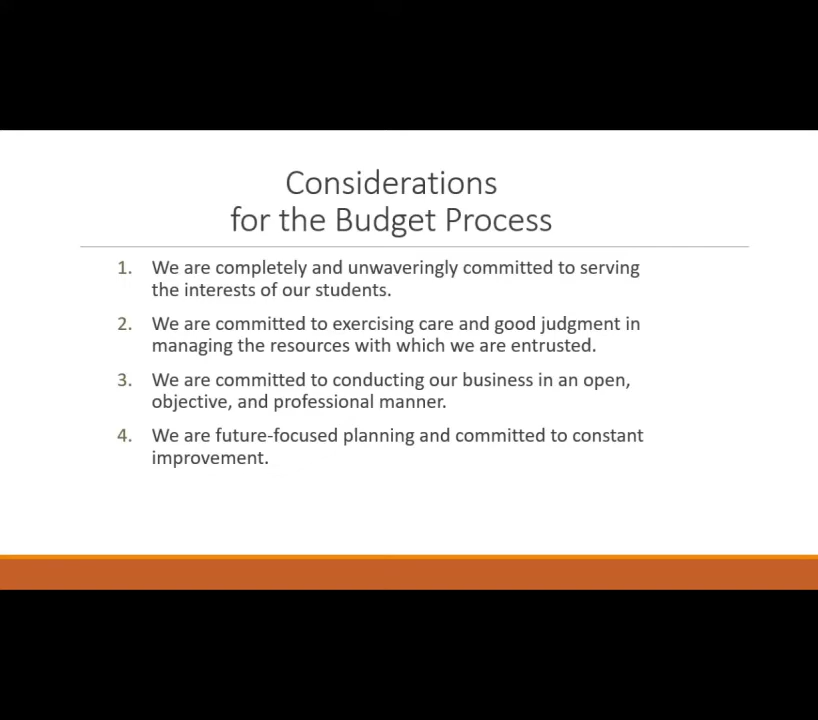 Considerations
for the Budget Process
1. We are completely and unwaveringly committed to serving
the interests of our students.
2. We are committed to exercising care and good judgment in
managing the resources with which we are entrusted.
3. We are committed to conducting our business in an open,
objective, and professional manner.
4. We are future-focused planning and committed to constant
improvement.